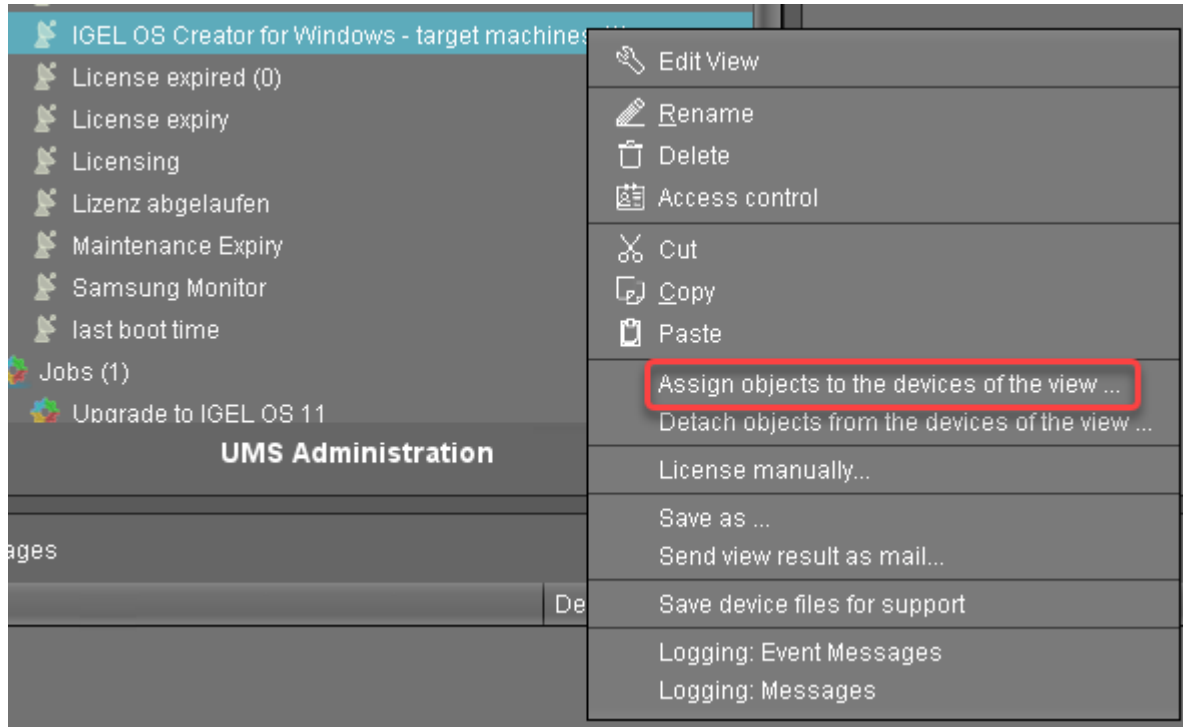 IGEL OS Creator for Windows - target machines
License expired (0)
License expiry
Licensing
Lizenz abgelaufen
Maintenance Expiry
Samsung Monitor
last boot time
Jobs (1)
Upgrade to IGEL OS 11
UMS Administration
ages
De
Edit View
Rename
Delete
Access control
Cut
Copy
Paste
Assign objects to the devices of the view ...
Detach objects from the devices of the view ...
License manually...
Save as ...
Send view result as mail...
Save device files for support
Logging: Event Messages
Logging: Messages